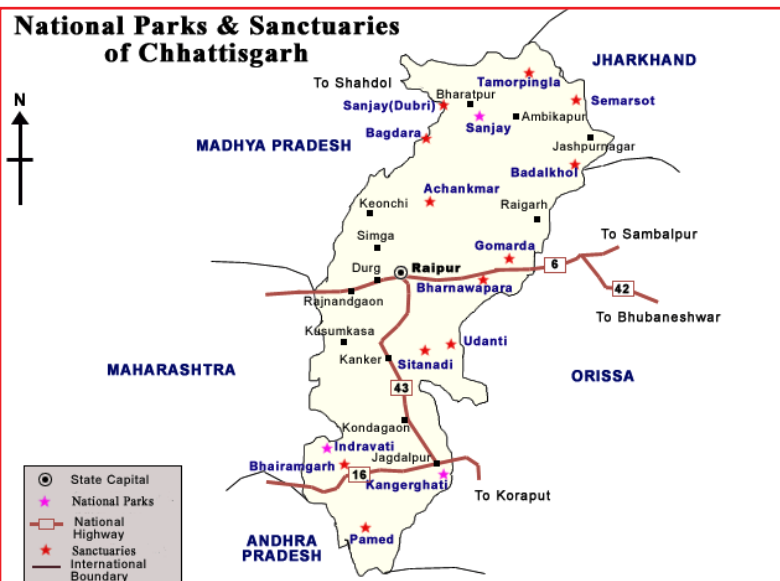 National Parks & Sanctuaries
of Chhattisgarh
JHARKHAND
To Shahdol
Tamorpingla
Bharatpur
Sanjay(Dubri)
Semarsot
N
Ambikapur
Sanjay
Bagdara
MADHYA PRADESH
Jashpurnagar
Badalkhol
Achankmar
Keonchi
Raigarh
Simga
To Sambalpur
Gomarda
Durg
Raipur
6
Bharnawapara
42
Rajnandgaon
To Bhubaneshwar
Kusumkasa
Udanti
Kanker
Sitanadi
MAHARASHTRA
ORISSA
43
Kondagaon
Indravati
Jagdalpur
Bhairamgarh
16
Kangerghati
To Koraput
State Capital
National Parks
National
Highway
Sanctuaries
International
Boundary
ANDHRA
PRADESH
Pamed